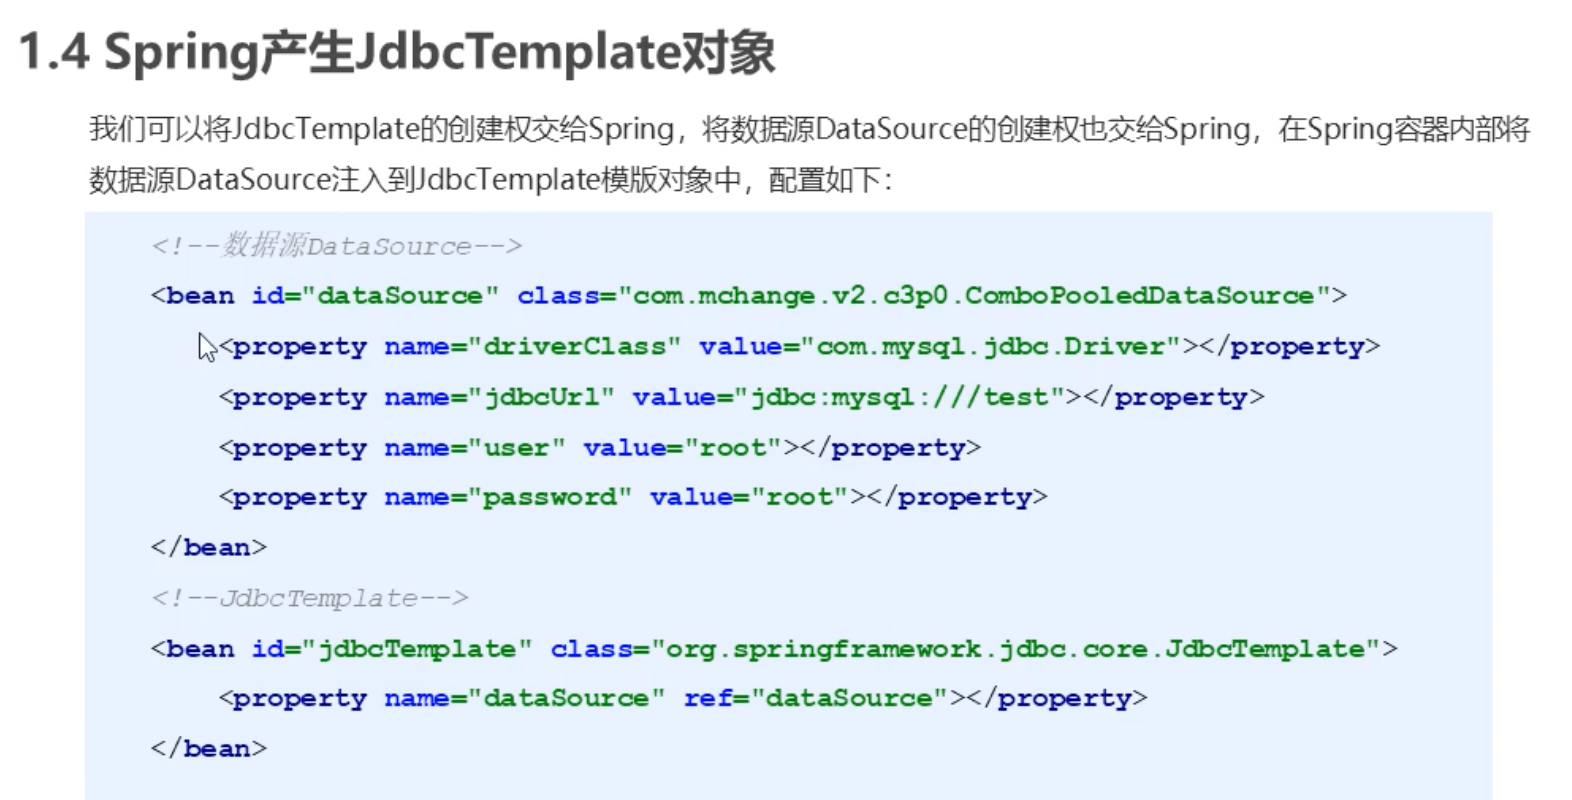 1.4 Spring产生JdbcTemplate对象
我们可以将JdbcTemplate的创建权交给Spring，将数据源DataSource的创建权也交给Spring，在Spring容器内部将
数据源DataSource注入到JdbcTemplate模版对象中，配置如下：
<!--数据源DataSource-->
<bean id="dataSource" class="com.mchange.v2.c3p0.ComboPooledDataSource">
<property name="driverClass" value="com.mysql.jdbc.Driver"></property>
<property name="jdbcUrl" value="jdbc:mysql:///test"></property>
<property name="user" value="root"></property>
<property name="password" value="root"></property>
</bean>
<!--JdbcTemplate-->
<bean id="jdbcTemplate" class="org.springframework.jdbc.core.JdbcTemplate">
<property name="dataSource" ref="dataSource"></property>
</bean>